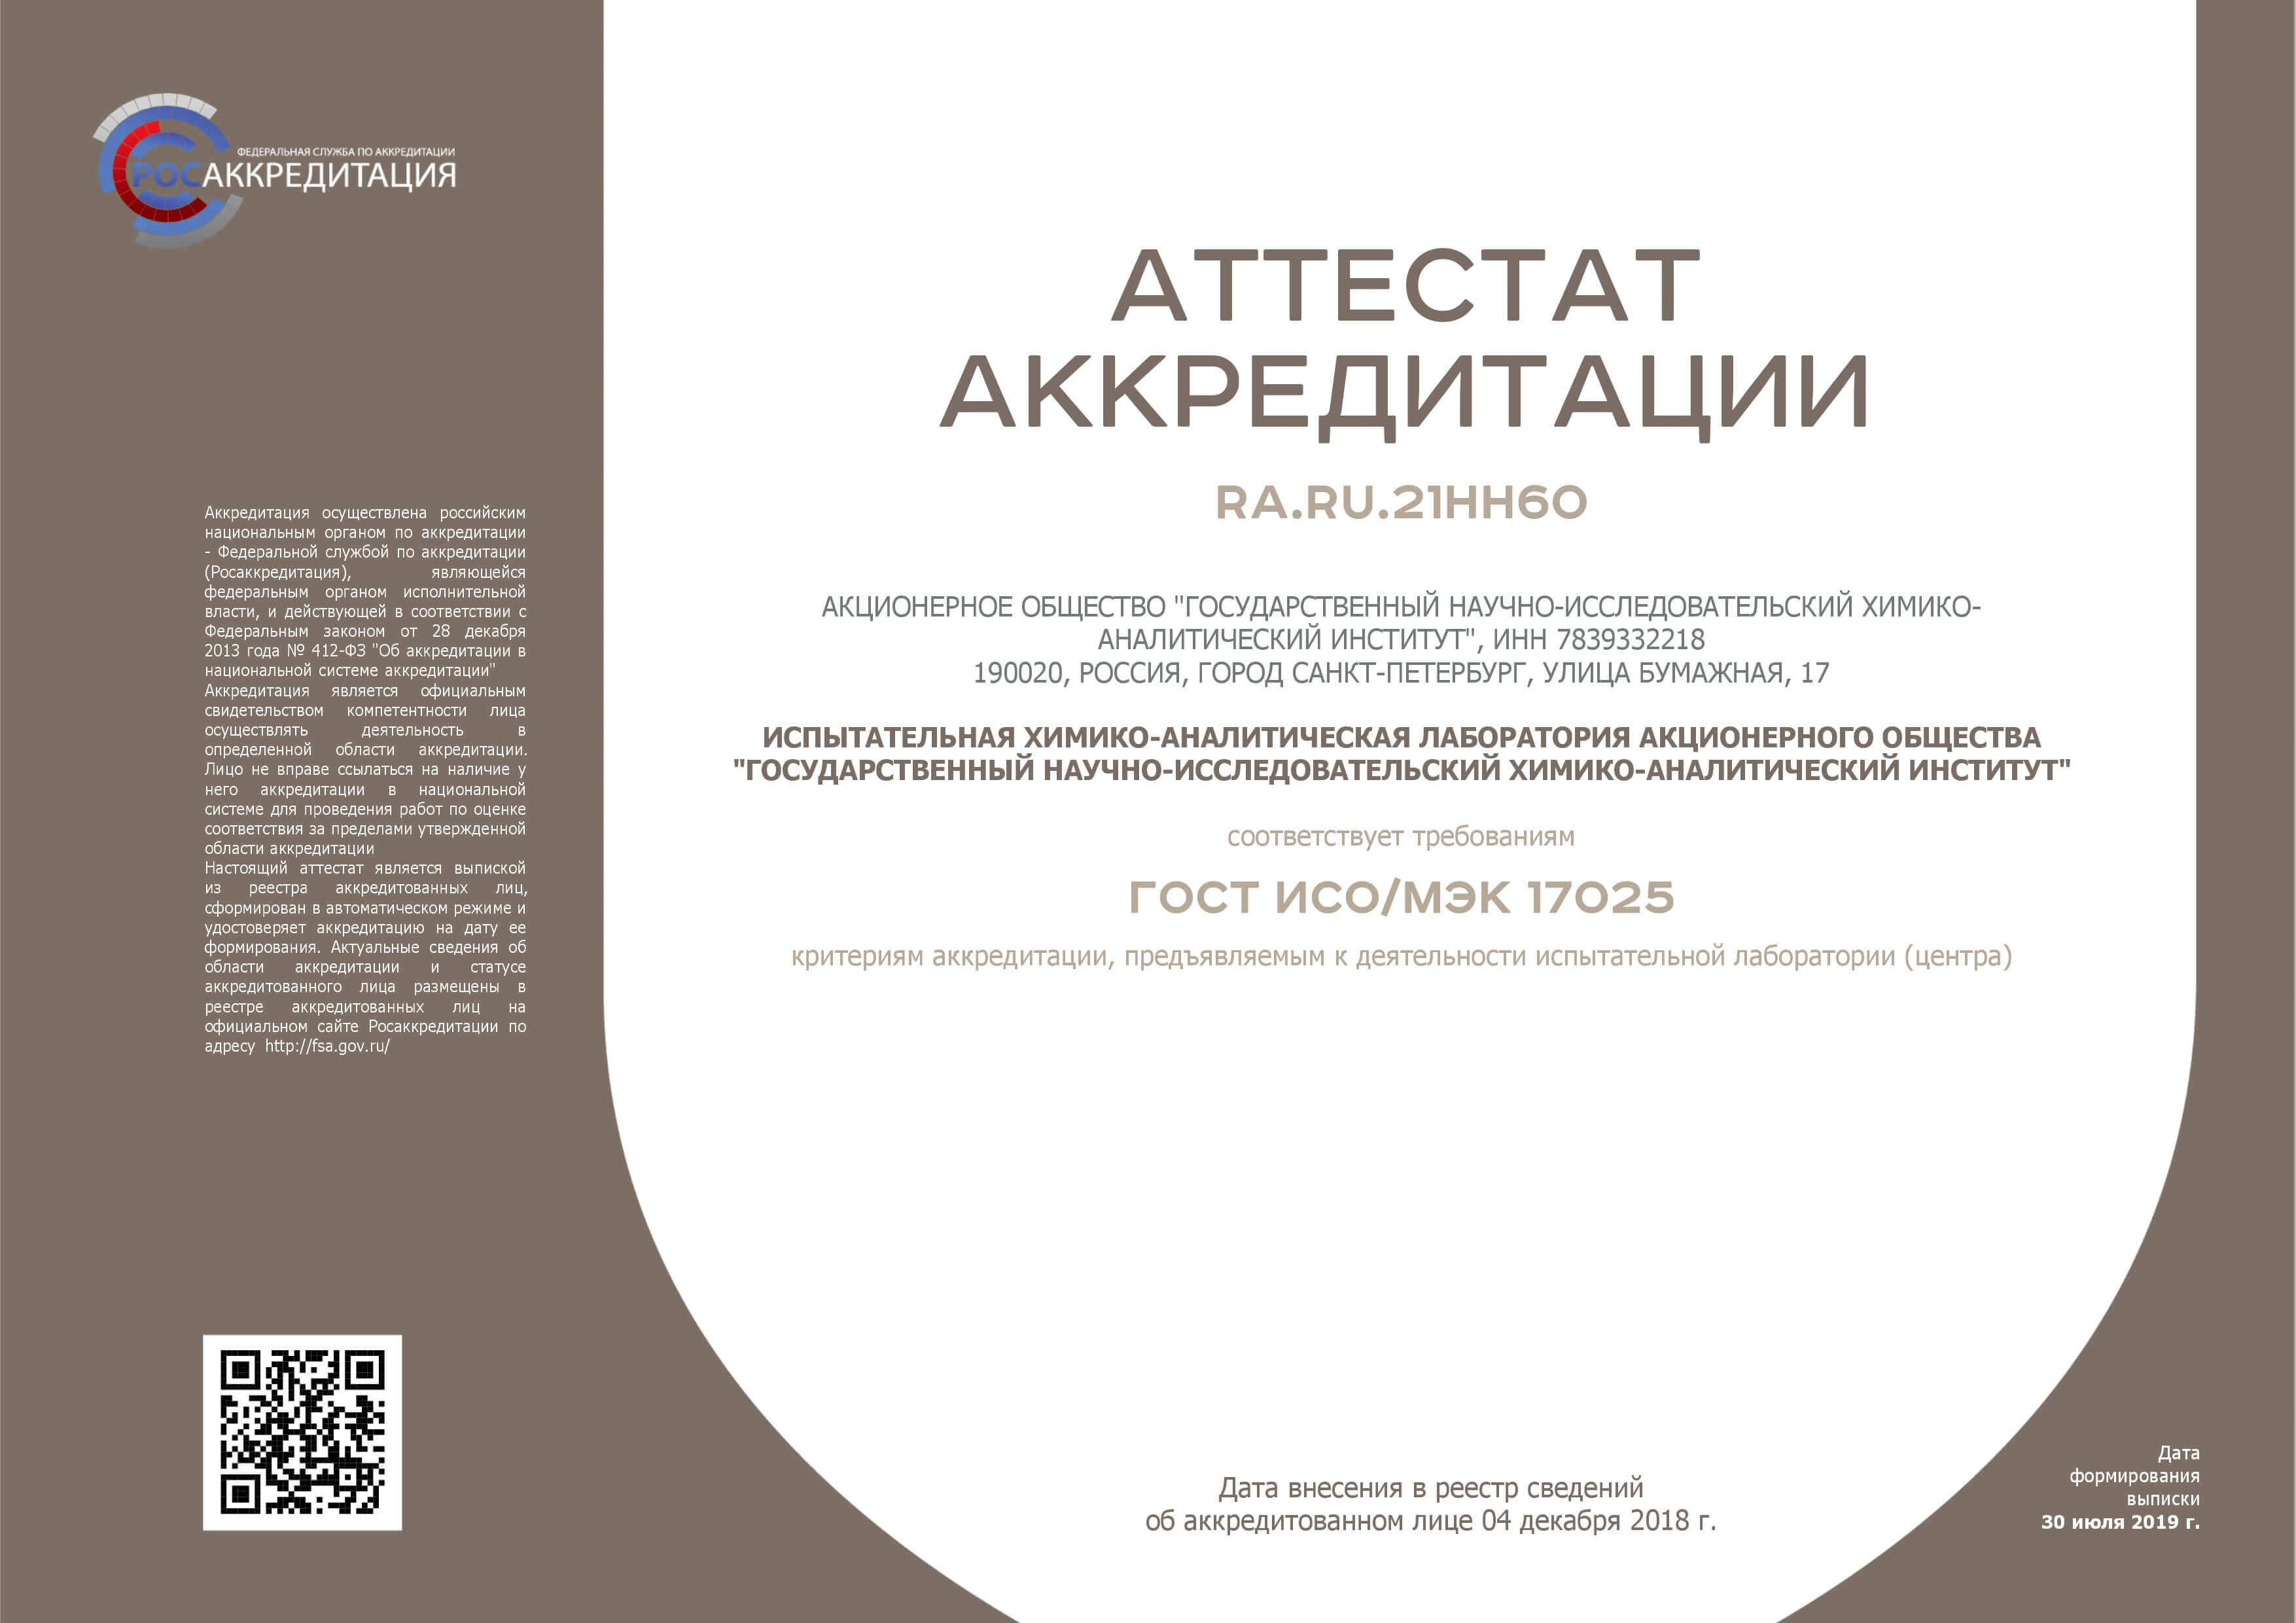 ФЕДЕРАЛЬНАЯ СЛУЖБА ПО АККРЕДИТАЦИИ
РОСАККРЕДИТАЦИЯ
АТТЕСТАТ
АККРЕДИТАЦИИ
RA.RU.21НН60
АКЦИОНЕРНОЕ ОБЩЕСТВО "ГОСУДАРСТВЕННЫЙ НАУЧНО-ИССЛЕДОВАТЕЛЬСКИЙ ХИМИКО-
АНАЛИТИЧЕСКИЙ ИНСТИТУТ", ИНН 7839332218
190020, РОССИЯ, ГОРОД САНКТ-ПЕТЕРБУРГ, УЛИЦА БУМАЖНАЯ, 17
ИСПЫТАТЕЛЬНАЯ ХИМИКО-АНАЛИТИЧЕСКАЯ ЛАБОРАТОРИЯ АКЦИОНЕРНОГО ОБЩЕСТВА
"ГОСУДАРСТВЕННЫЙ НАУЧНО-ИССЛЕДОВАТЕЛЬСКИЙ ХИМИКО-АНАЛИТИЧЕСКИЙ ИНСТИТУТ"
соответствует требованиям
ГОСТ ИСО/МЭК 17025
критериям аккредитации, предъявляемым к деятельности испытательной лаборатории (центра)
Аккредитация осуществлена российским
национальным органом по аккредитации
- Федеральной службой по аккредитации
(Росаккредитация), являющейся
федеральным органом исполнительной
власти, и действующей в соответствии с
Федеральным законом от 28 декабря
2013 года № 412-ФЗ "Об аккредитации в
национальной системе аккредитации"
Аккредитация является официальным
свидетельством компетентности лица
осуществлять деятельность в
определенной области аккредитации.
Лицо не вправе ссылаться на наличие у
него аккредитации в национальной
системе для проведения работ по оценке
соответствия за пределами утвержденной
области аккредитации
Настоящий аттестат является выпиской
из реестра аккредитованных лиц,
сформирован в автоматическом режиме и
удостоверяет аккредитацию на дату ее
формирования. Актуальные сведения об
области аккредитации и статусе
аккредитованного лица размещены в
реестре аккредитованных лиц на
официальном сайте Росаккредитации по
адресу http://fsa.gov.ru/
Дата внесения в реестр сведений
об аккредитованном лице 04 декабря 2018 г.
Дата
формирования
выписки
30 июля 2019 г.